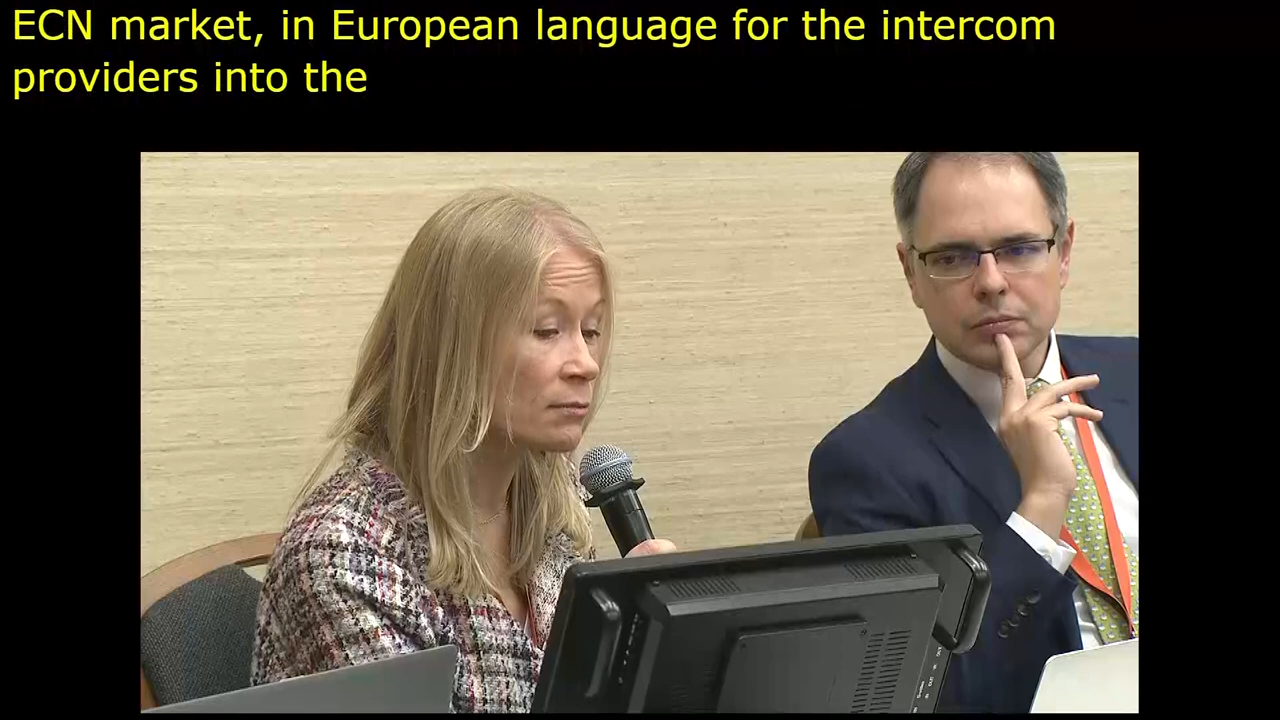 ECN market, in European language for the intercom
providers into the